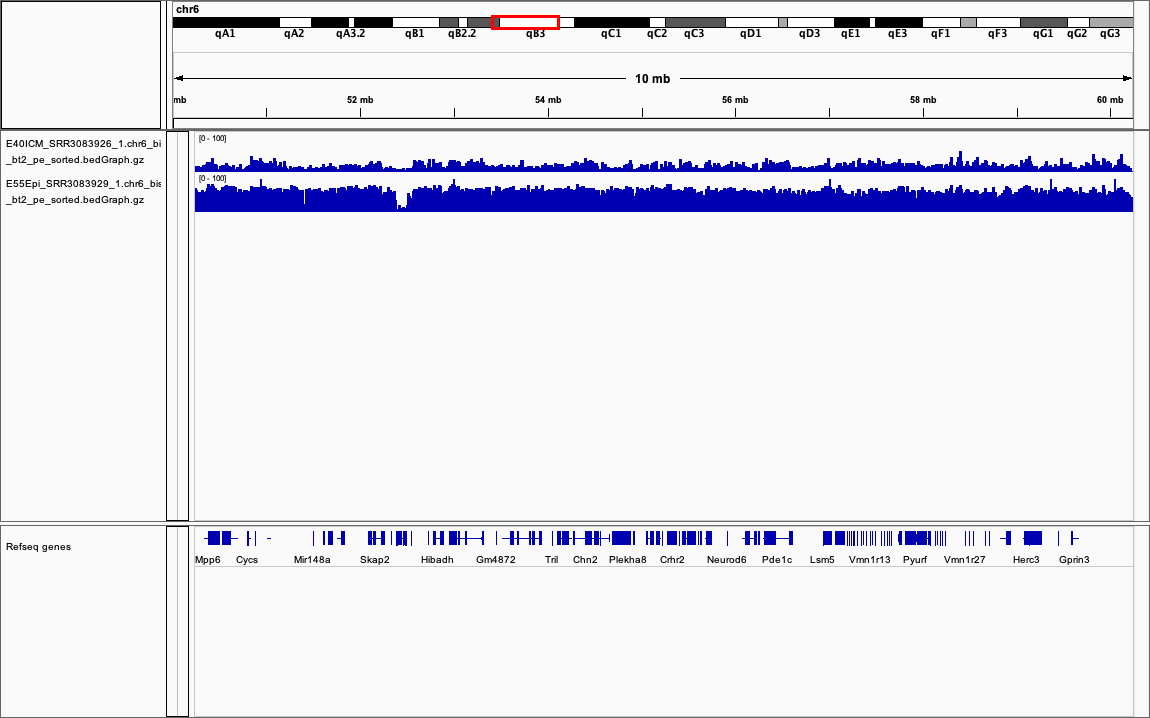 chr6
qA1 qA2 qA3.2 qB1 qB2.2 qB3 qC1 qC2 qC3 qD1 qD3 qE1 qE3 qF1 qF3 qG1 qG2 qG3
10 mb
mb 52 mb 54 mb 56 mb 58 mb 60 mb
E40ICM_SRR3083926_1.chr6_bi
_bt2_pe_sorted.bedGraph.gz
[0 - 100]
E55Epi_SRR3083929_1.chr6_bis
_bt2_pe_sorted.bedGraph.gz
[0 - 100]
Refseq genes
Mpp6 Cycs Mir148a Skap2 Hibadh Gm4872 Tril Chn2 Plekha8 Crhr2 Neurod6 Pde1c Lsm5 Vmn1r13 Pyurf Vmn1r27 Herc3 Gprin3